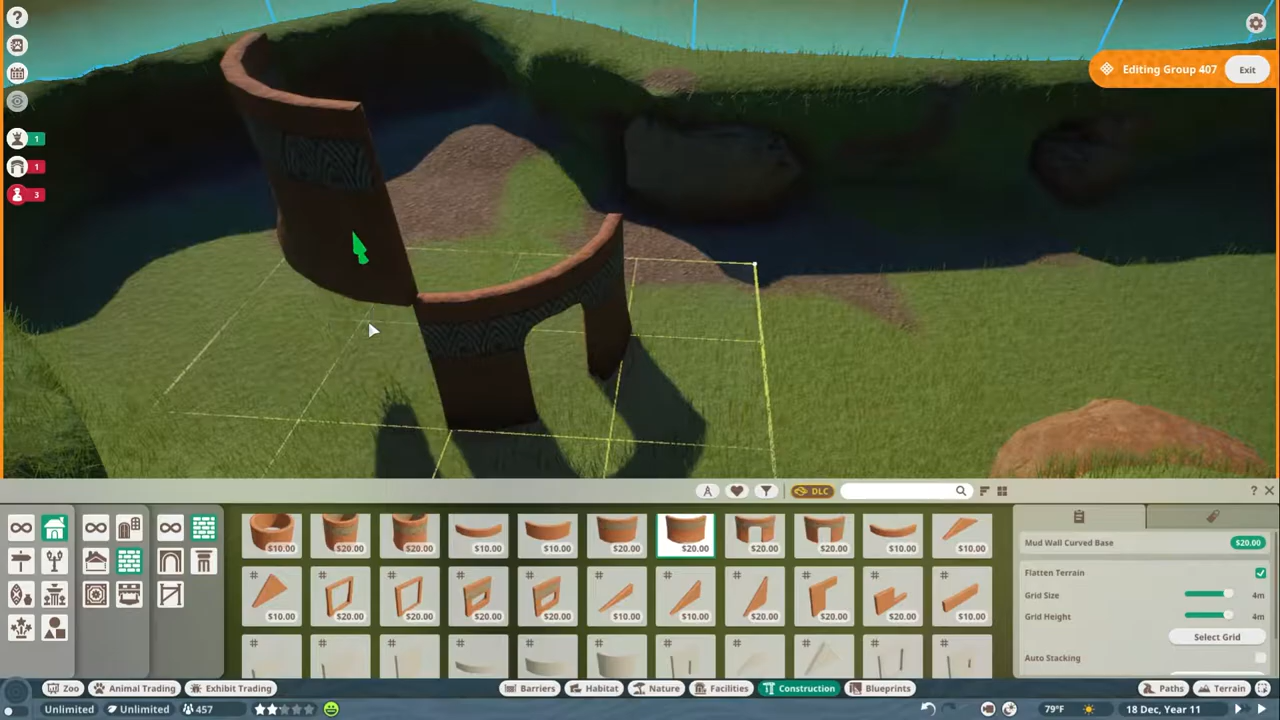 ?
Editing Group 407
Exit
1
1
3
A
DLC
? ×
$10.00 $20.00 $20.00 $10.00 $10.00 $20.00 $20.00 $20.00 $20.00 $10.00 $10.00
Mud Wall Curved Base $20.00
Flatten Terrain
Grid Size 4m
$10.00 $20.00 $20.00 $20.00 $20.00 $10.00 $10.00 $20.00 $20.00 $20.00 $20.00
Grid Height 4m
Select Grid
Auto Stacking
Zoo Animal Trading Exhibit Trading Barriers Habitat Nature Facilities Construction Blueprints Paths Terrain
Unlimited Unlimited 457 79°F 18 Dec, Year 11